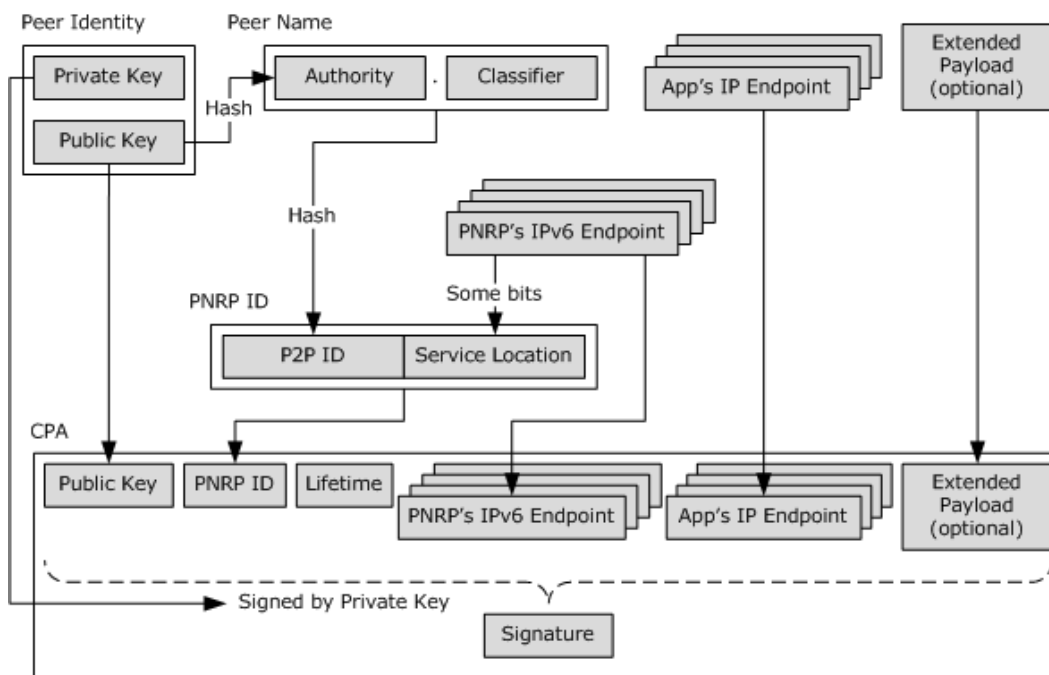 Peer Identity
Peer Name
Private Key
Hash
Public Key
Authority
.
Classifier
App's IP Endpoint
Extended
Payload
(optional)
Hash
PNRP's IPv6 Endpoint
Some bits
PNRP ID
P2P ID
Service Location
CPA
Public Key
PNRP ID
Lifetime
PNRP's IPv6 Endpoint
App's IP Endpoint
Extended
Payload
(optional)
Signed by Private Key
Signature